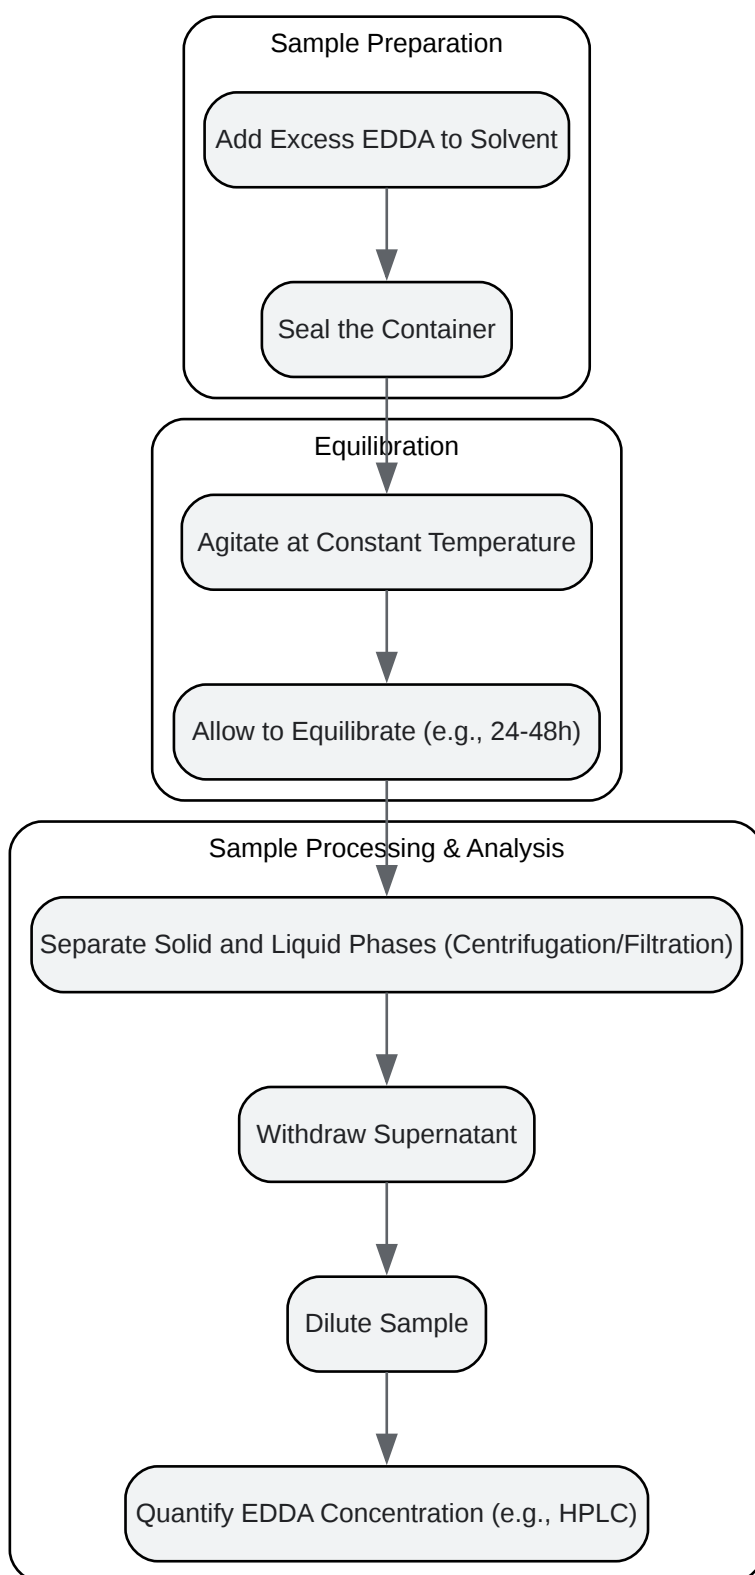 Sample Preparation
Add Excess EDDA to Solvent
Seal the Container
Equilibration
Agitate at Constant Temperature
Allow to Equilibrate (e.g., 24-48h)
Sample Processing & Analysis
Separate Solid and Liquid Phases (Centrifugation/Filtration)
Withdraw Supernatant
Dilute Sample
Quantify EDDA Concentration (e.g., HPLC)